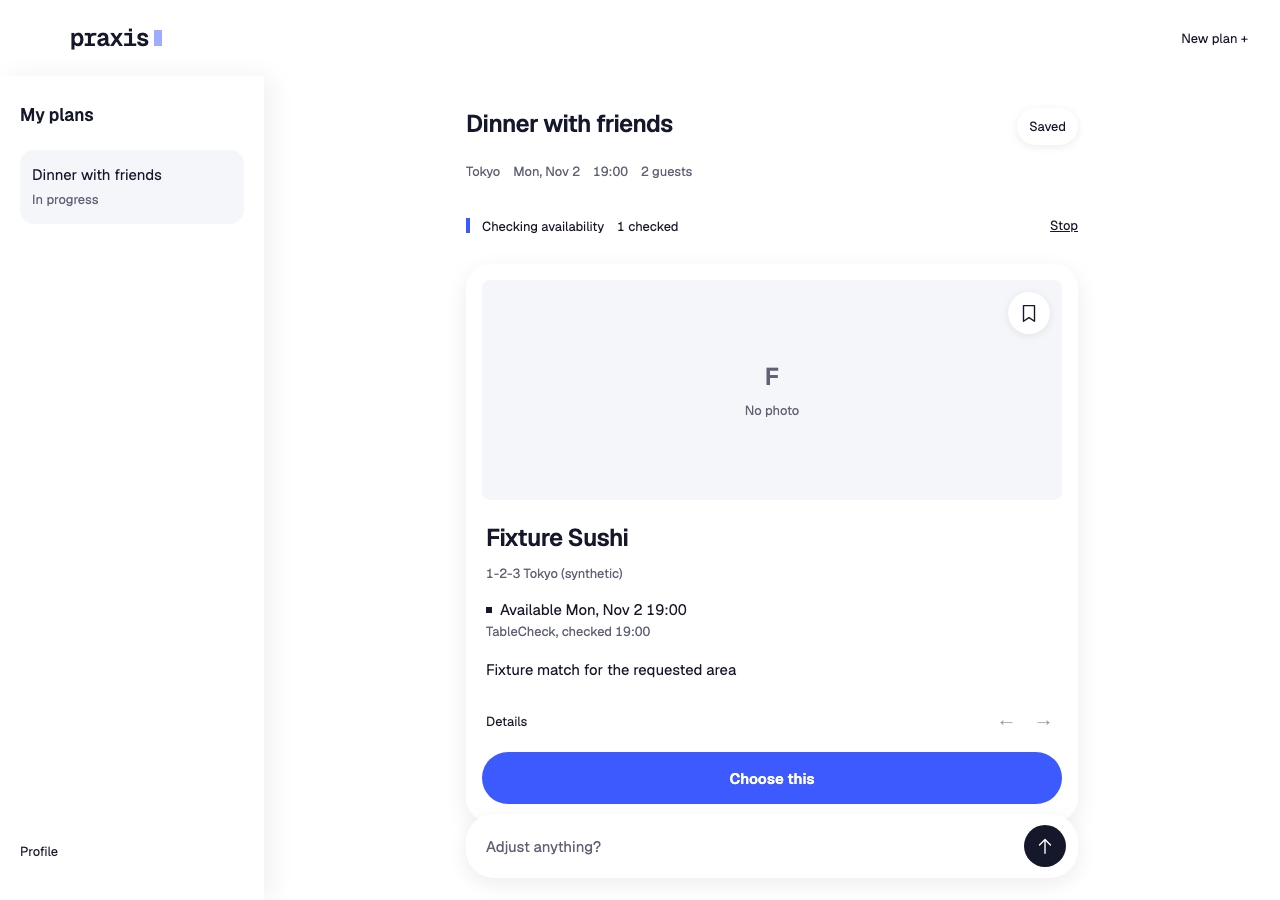 praxis
New plan +
My plans
Dinner with friends
In progress
Profile
Dinner with friends
Saved
Tokyo Mon, Nov 2 19:00 2 guests
Checking availability 1 checked
Stop
F
No photo
Fixture Sushi
1-2-3 Tokyo (synthetic)
Available Mon, Nov 2 19:00
TableCheck, checked 19:00
Fixture match for the requested area
Details
← →
Choose this
Adjust anything?